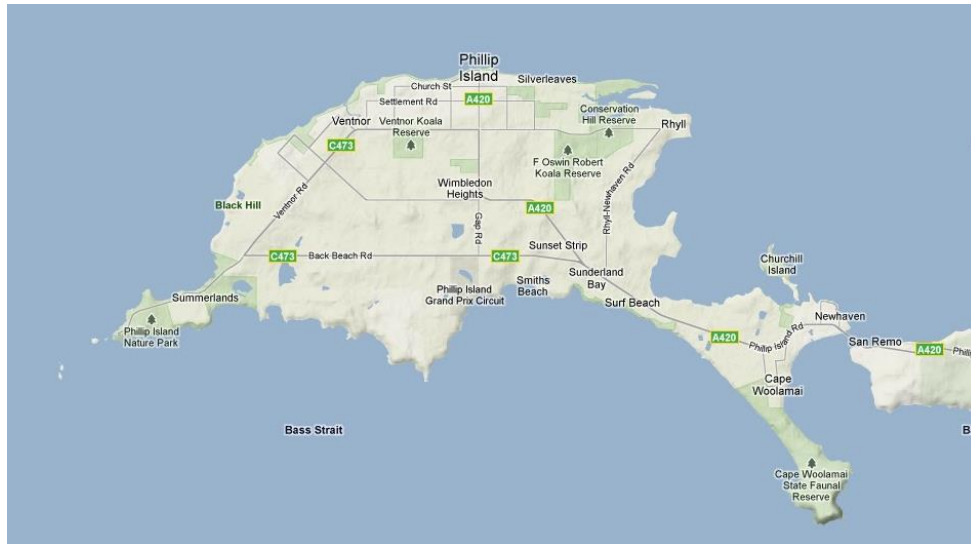 Phillip
Island
Silverleaves
Church St
Settlement Rd
A420
Conservation
Hill Reserve
Ventnor
Ventnor Koala
Reserve
Rhyll
C473
F Oswin Robert
Koala Reserve
Wimbledon
Heights
Ventnor Rd
Rhyll-Newhaven Rd
Black Hill
A420
Gap Rd
Sunset Strip
C473
Back Beach Rd
C473
Churchill
Island
Sunderland
Bay
Smiths
Beach
Phillip Island
Grand Prix Circuit
Summerlands
Surf Beach
Newhaven
Phillip Island
Nature Park
A420
Phillip Island Rd
San Remo
A420
Phil
Cape
Woolamai
Bass Strait
B
Cape Woolamai
State Faunal
Reserve